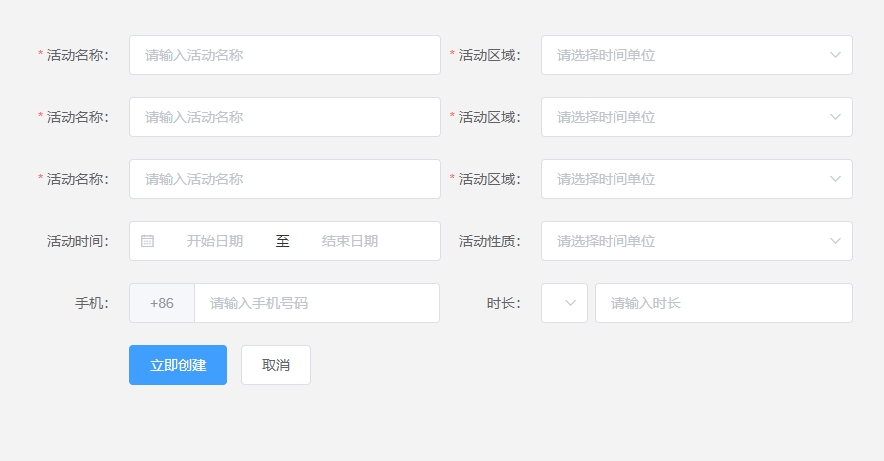 * 活动名称： 请输入活动名称 * 活动区域： 请选择时间单位
* 活动名称： 请输入活动名称 * 活动区域： 请选择时间单位
* 活动名称： 请输入活动名称 * 活动区域： 请选择时间单位
活动时间： 开始日期 至 结束日期 活动性质： 请选择时间单位
手机： +86 请输入手机号码 时长： 请输入时长
立即创建 取消